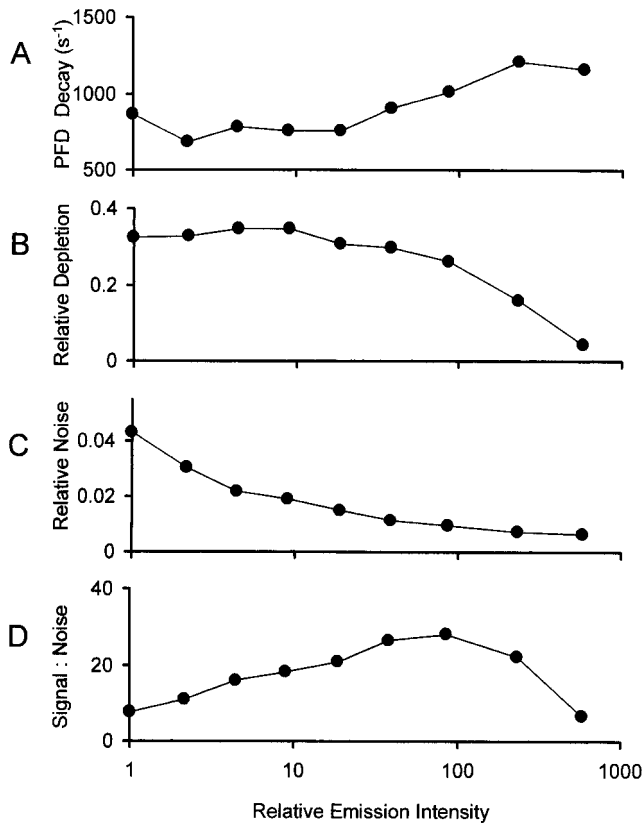 A
PFD Decay (s⁻¹)
1500
1000
500
B
Relative Depletion
0.4
0.2
0
C
Relative Noise
0.04
0.02
0
D
Signal : Noise
40
20
0
1 10 100 1000
Relative Emission Intensity